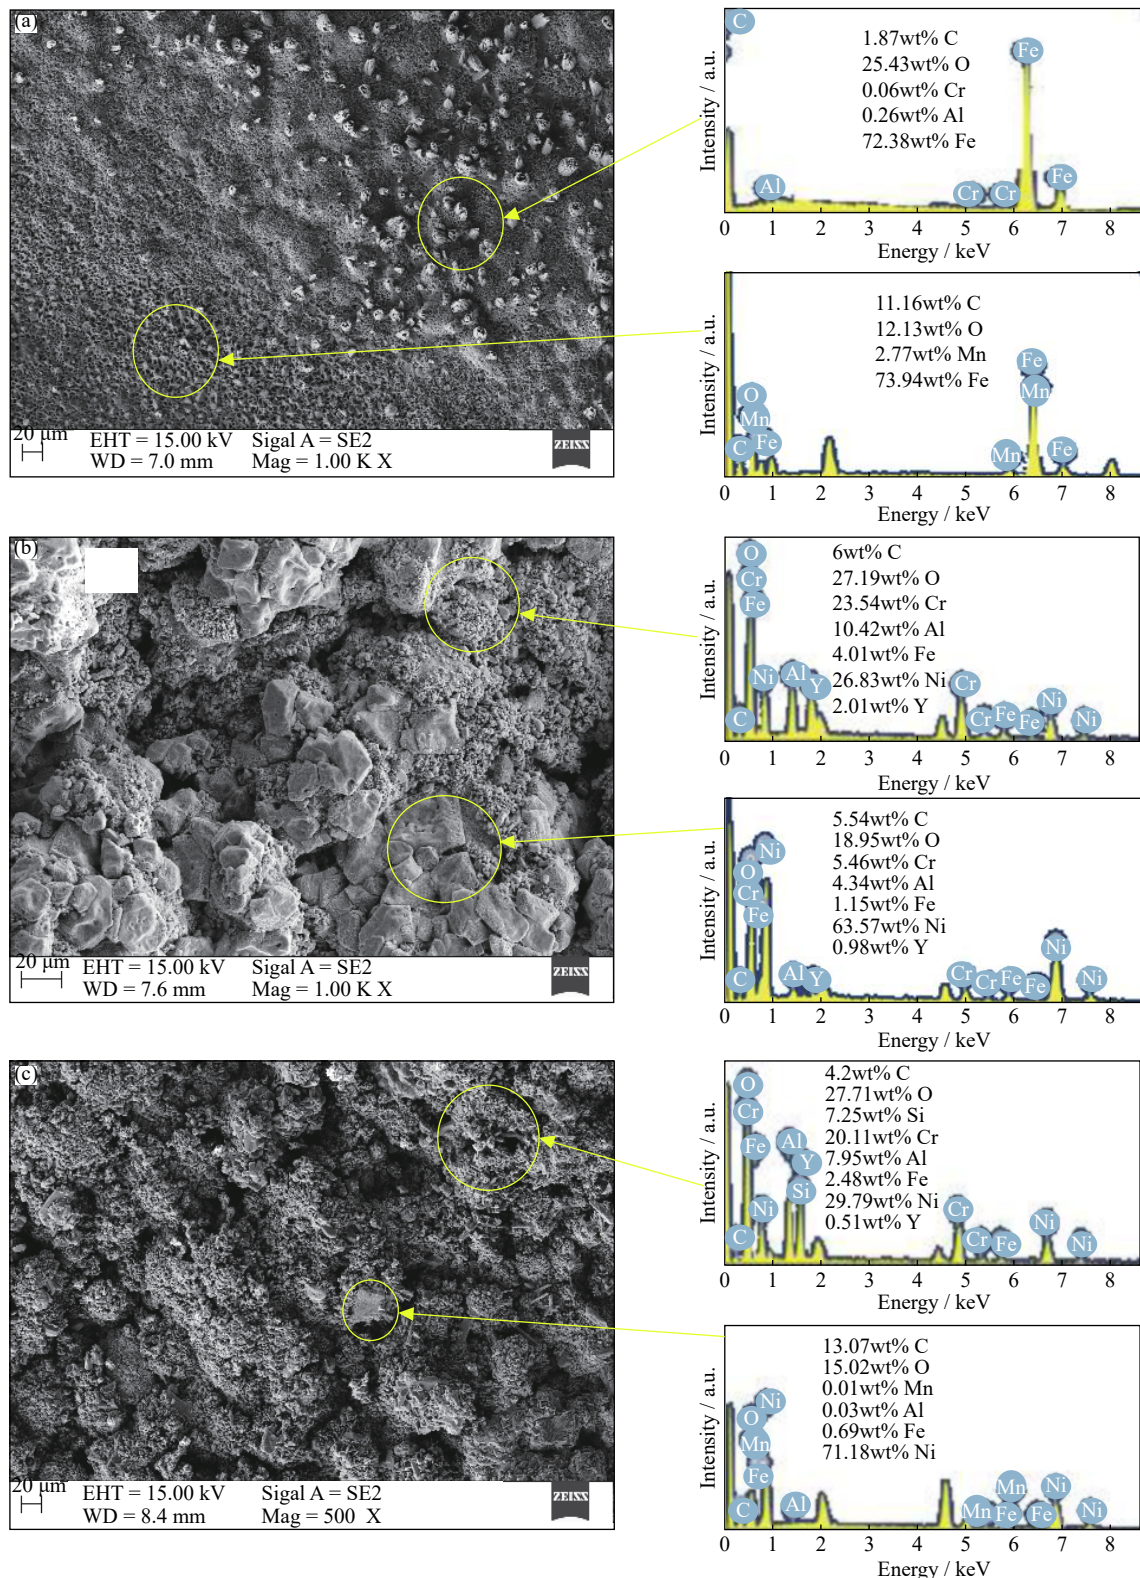 (a)
20 μm
EHT = 15.00 kV Sigal A = SE2
WD = 7.0 mm Mag = 1.00 K X
ZEISS
C
1.87wt% C
25.43wt% O
0.06wt% Cr
0.26wt% Al
72.38wt% Fe
Fe
Al
Cr
Cr
Fe
Intensity / a.u.
0 1 2 3 4 5 6 7 8
Energy / keV
11.16wt% C
12.13wt% O
2.77wt% Mn
73.94wt% Fe
Fe
Mn
O
Mn
C
Fe
Mn
Fe
Intensity / a.u.
0 1 2 3 4 5 6 7 8
Energy / keV
(b)
20 μm
EHT = 15.00 kV Sigal A = SE2
WD = 7.6 mm Mag = 1.00 K X
ZEISS
O
Cr
Fe
6wt% C
27.19wt% O
23.54wt% Cr
10.42wt% Al
4.01wt% Fe
26.83wt% Ni
2.01wt% Y
C
Ni
Al
Y
Cr
Cr
Fe
Fe
Ni
Ni
Intensity / a.u.
0 1 2 3 4 5 6 7 8
Energy / keV
5.54wt% C
18.95wt% O
5.46wt% Cr
4.34wt% Al
1.15wt% Fe
63.57wt% Ni
0.98wt% Y
Ni
O
Cr
Fe
C
Al
Y
Cr
Cr
Fe
Fe
Ni
Ni
Intensity / a.u.
0 1 2 3 4 5 6 7 8
Energy / keV
(c)
20 μm
EHT = 15.00 kV Sigal A = SE2
WD = 8.4 mm Mag = 500 X
ZEISS
4.2wt% C
27.71wt% O
7.25wt% Si
20.11wt% Cr
7.95wt% Al
2.48wt% Fe
29.79wt% Ni
0.51wt% Y
O
Cr
Fe
Ni
C
Al
Y
Si
Cr
Cr
Fe
Ni
Ni
Intensity / a.u.
0 1 2 3 4 5 6 7 8
Energy / keV
13.07wt% C
15.02wt% O
0.01wt% Mn
0.03wt% Al
0.69wt% Fe
71.18wt% Ni
Ni
O
Mn
Fe
C
Al
Mn
Mn
Fe
Fe
Ni
Ni
Intensity / a.u.
0 1 2 3 4 5 6 7 8
Energy / keV